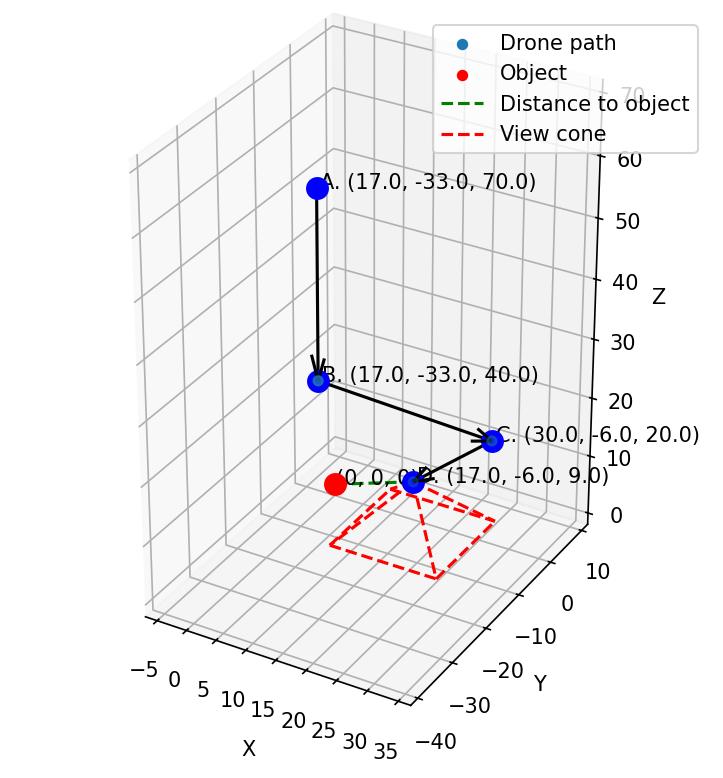 Drone path
Object
Distance to object
View cone
A. (17.0, -33.0, 70.0)
B. (17.0, -33.0, 40.0)
C. (30.0, -6.0, 20.0)
(0, 0, 0)
(17.0, -6.0, 9.0)
70
60
50
40
30
20
10
0
Z
10
0
−10
−20
−30
−40
Y
−5
0
5
10
15
20
25
30
35
X